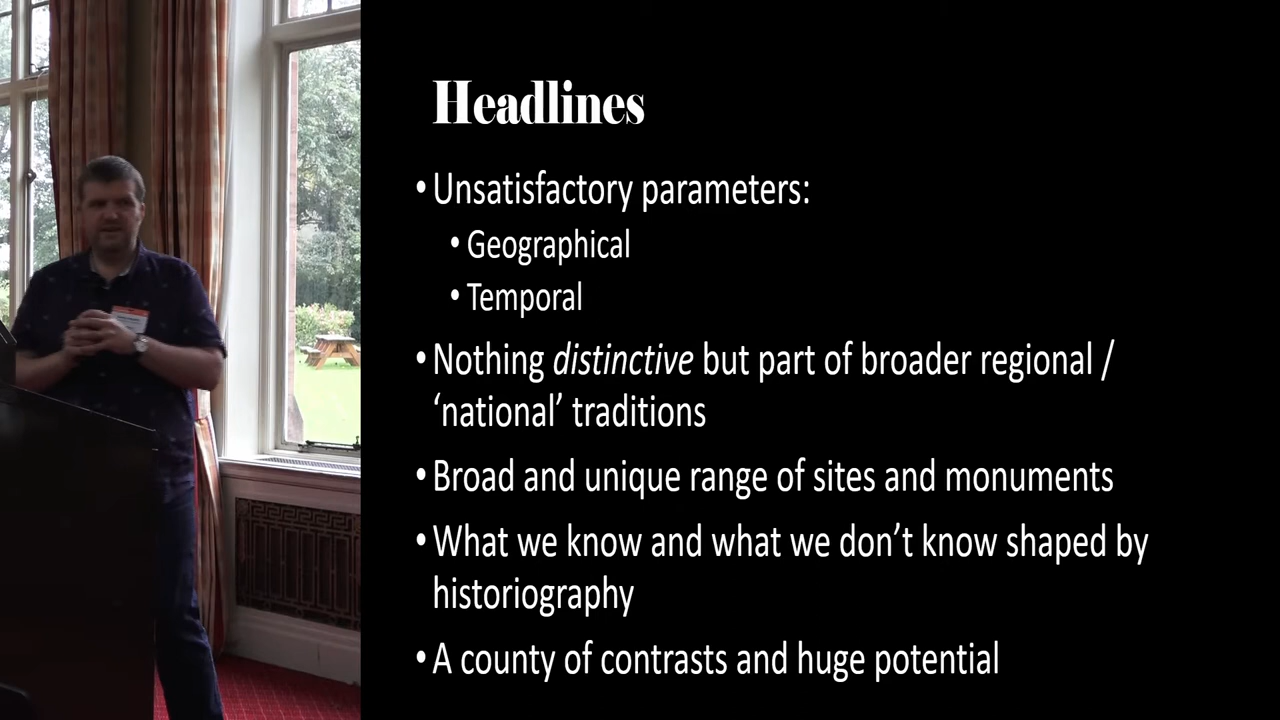 Headlines
•Unsatisfactory parameters:
•Geographical
•Temporal
•Nothing distinctive but part of broader regional /
‘national’ traditions
•Broad and unique range of sites and monuments
•What we know and what we don’t know shaped by
historiography
•A county of contrasts and huge potential